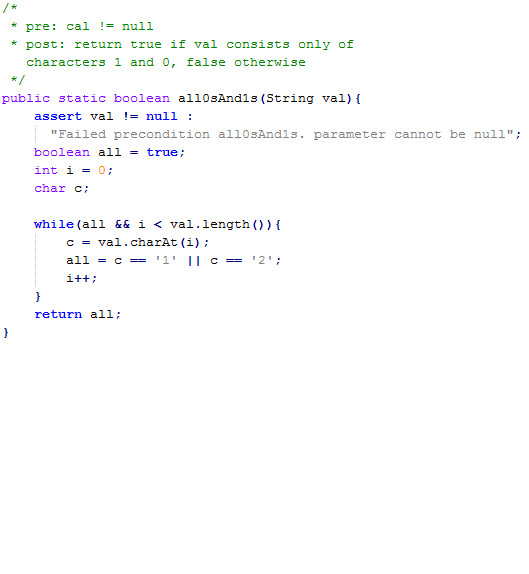 /*
 * pre: cal != null
 * post: return true if val consists only of
   characters 1 and 0, false otherwise
 */
public static boolean all0sAnd1s(String val){
    assert val != null :
      "Failed precondition all0sAnd1s. parameter cannot be null";
    boolean all = true;
    int i = 0;
    char c;

    while(all && i < val.length()){
        c = val.charAt(i);
        all = c == '1' || c == '2';
        i++;
    }
    return all;
}